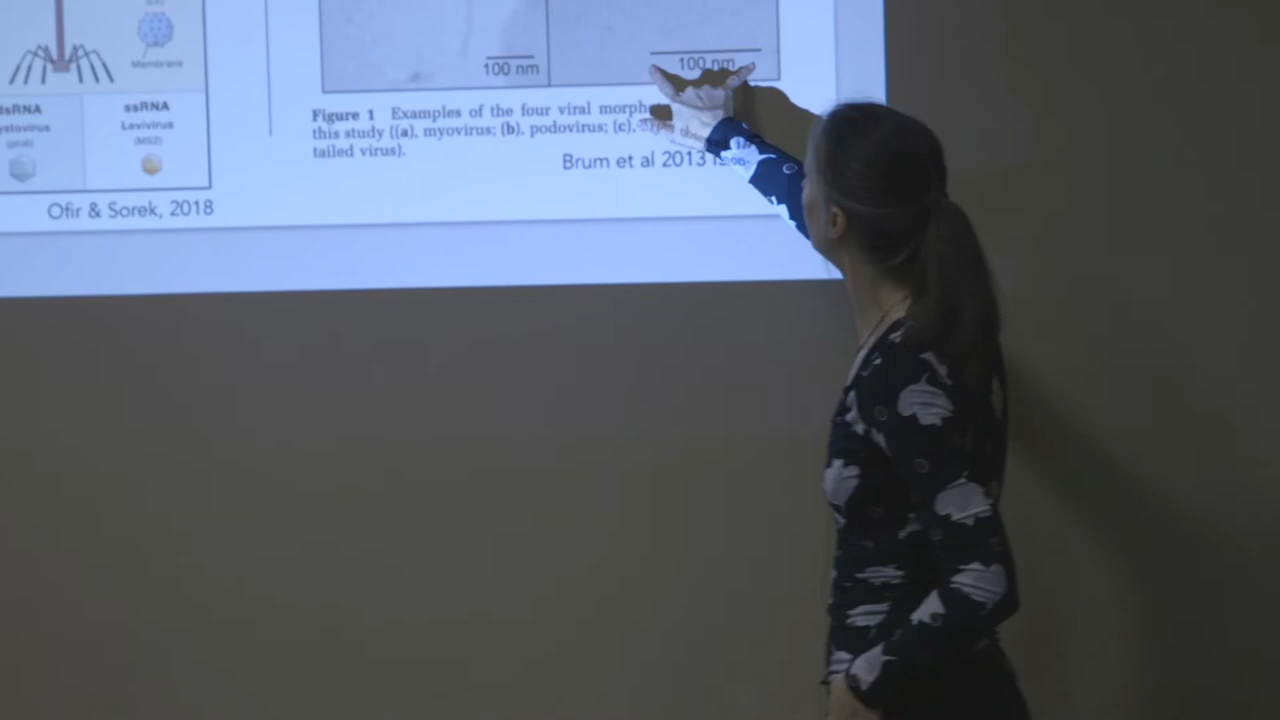 Membrane
dsRNA
ssRNA
Levivirus
(MS2)
Ofir & Sorek, 2018
100 nm
100 nm
Figure 1 Examples of the four viral
this study ((a), myovirus; (b), podovirus; (c),
tailed virus).
Brum et al 2013